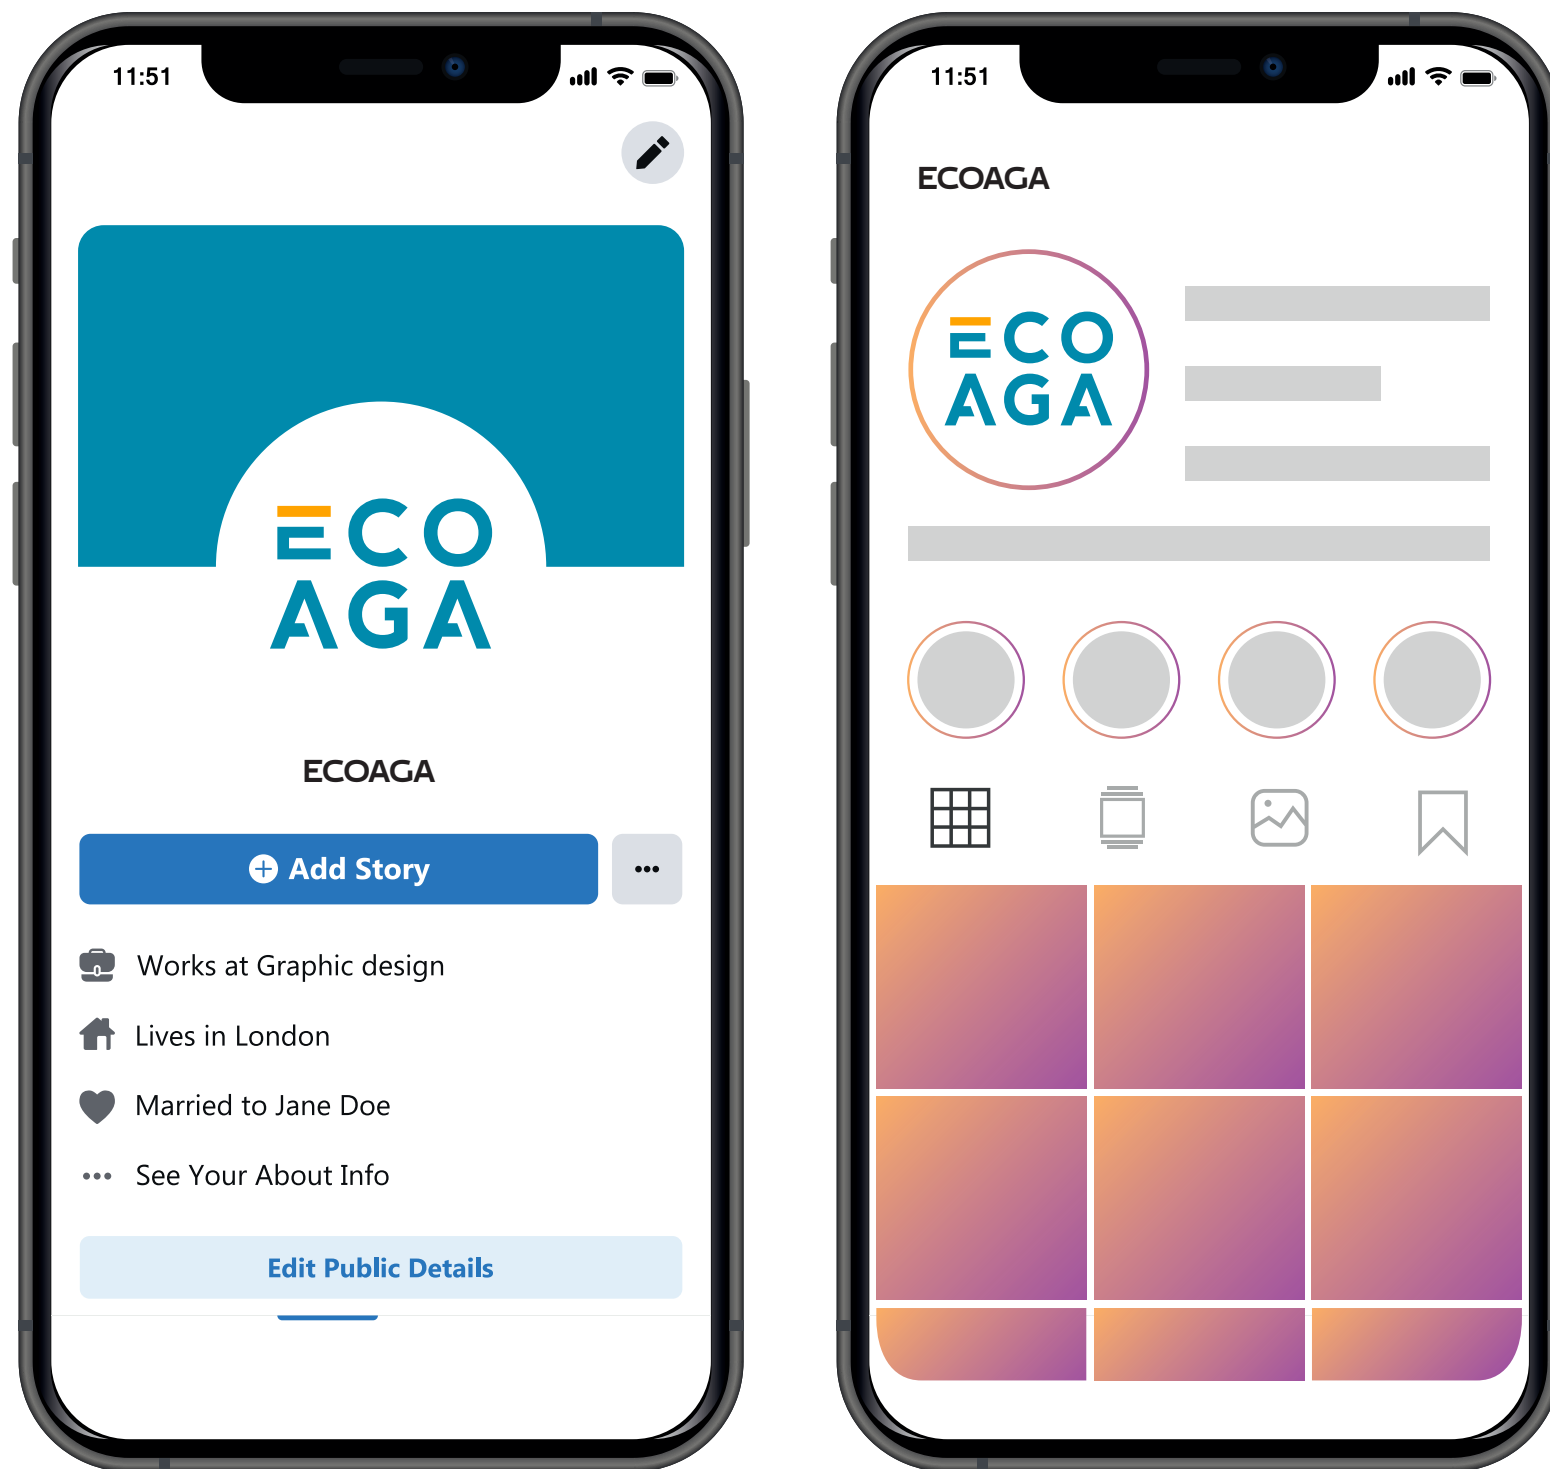 11:51
ECO
AGA
ECOAGA
Add Story
Works at Graphic design
Lives in London
Married to Jane Doe
See Your About Info
Edit Public Details
11:51
ECOAGA
ECO
AGA